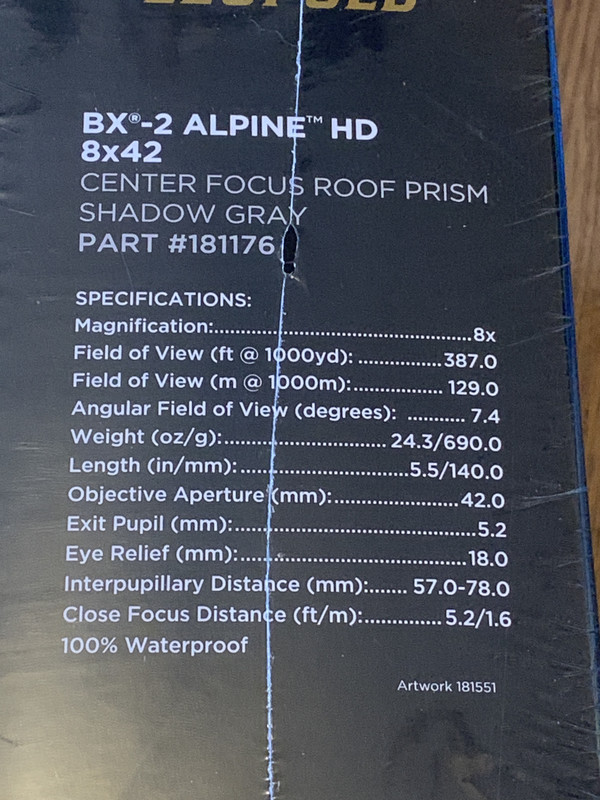 BX®-2 ALPINE™ HD
8x42
CENTER FOCUS ROOF PRISM
SHADOW GRAY
PART #181176
SPECIFICATIONS:
Magnification:..................................................8x
Field of View (ft @ 1000yd): ................387.0
Field of View (m @ 1000m):................. 129.0
Angular Field of View (degrees): ............ 7.4
Weight (oz/g):................................ 24.3/690.0
Length (in/mm):.................................5.5/140.0
Objective Aperture (mm):........................42.0
Exit Pupil (mm):................................................5.2
Eye Relief (mm):..............................................18.0
Interpupillary Distance (mm):....... 57.0-78.0
Close Focus Distance (ft/m):.............. 5.2/1.6
100% Waterproof
Artwork 181551